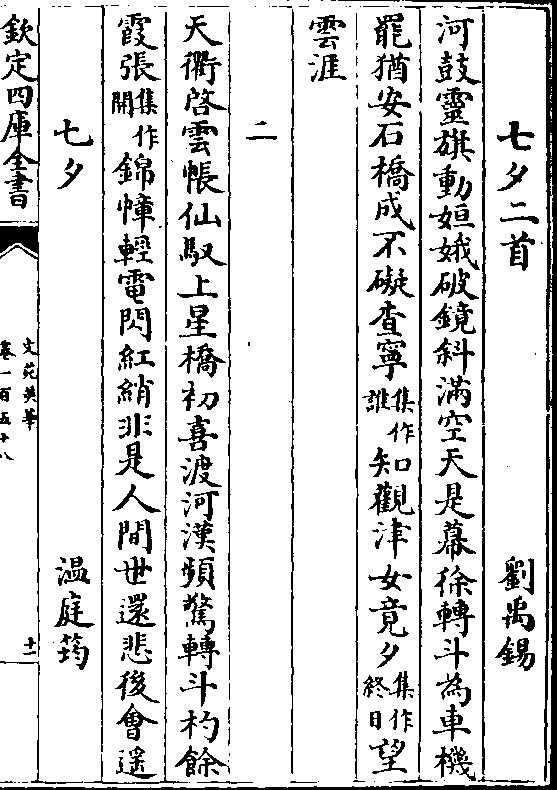 七夕二首　劉禹錫
河鼓靈旗動姮娥破鏡斜滿空天是幕徐轉斗為車機
罷猶安石橋成不礙查寧集作誰知觀津女竟夕集作終日望
雲涯
二
天衢啓雲帳仙馭上星橋初喜渡河漢頻驚轉斗杓餘
霞張集作開錦幛輕電閃紅綃非是人間世還悲後會遥
七夕　温庭筠
欽定四庫全書
文苑英華
卷一百五十八
十一